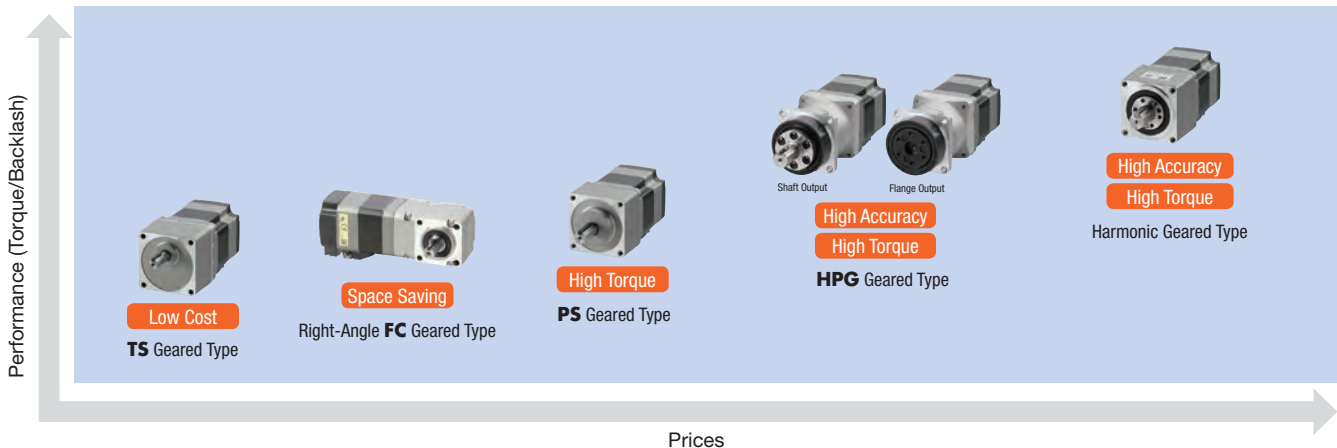 Performance (Torque/Backlash)
Low Cost
TS Geared Type
Space Saving
Right-Angle FC Geared Type
High Torque
PS Geared Type
Shaft Output
Flange Output
High Accuracy
High Torque
HPG Geared Type
High Accuracy
High Torque
Harmonic Geared Type
Prices